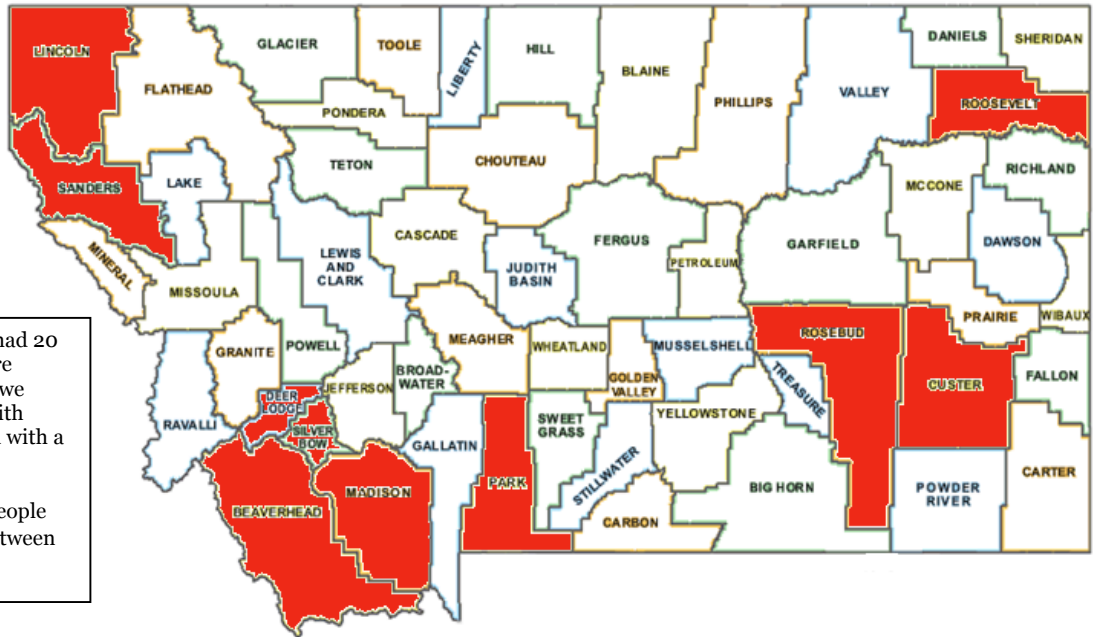 LINCOLN
GLACIER
TOOLE
LIBERTY
HILL
BLAINE
DANIELS
SHERIDAN
FLATHEAD
PHILLIPS
VALLEY
ROOSEVELT
PONDERA
CHOUTEAU
TETON
RICHLAND
SANDERS
LAKE
MCCONE
MINERAL
LEWIS
AND
CLARK
CASCADE
JUDITH
BASIN
FERGUS
PETROLEUM
GARFIELD
DAWSON
MISSOULA
PRAIRIE
WIBAUX
GRANITE
POWELL
MEAGHER
WHEATLAND
MUSSELSHELL
ROSEBUD
JEFFERSON
BROAD-
WATER
GOLDEN
VALLEY
TREASURE
CUSTER
FALLON
DEER
LODGE
RAVALLI
SILVER
BOW
GALLATIN
SWEET
GRASS
YELLOWSTONE
BEAVERHEAD
MADISON
PARK
STILLWATER
BIG HORN
POWDER
RIVER
CARTER
CARBON
had 20
re
we
ith
with a
eople
tween